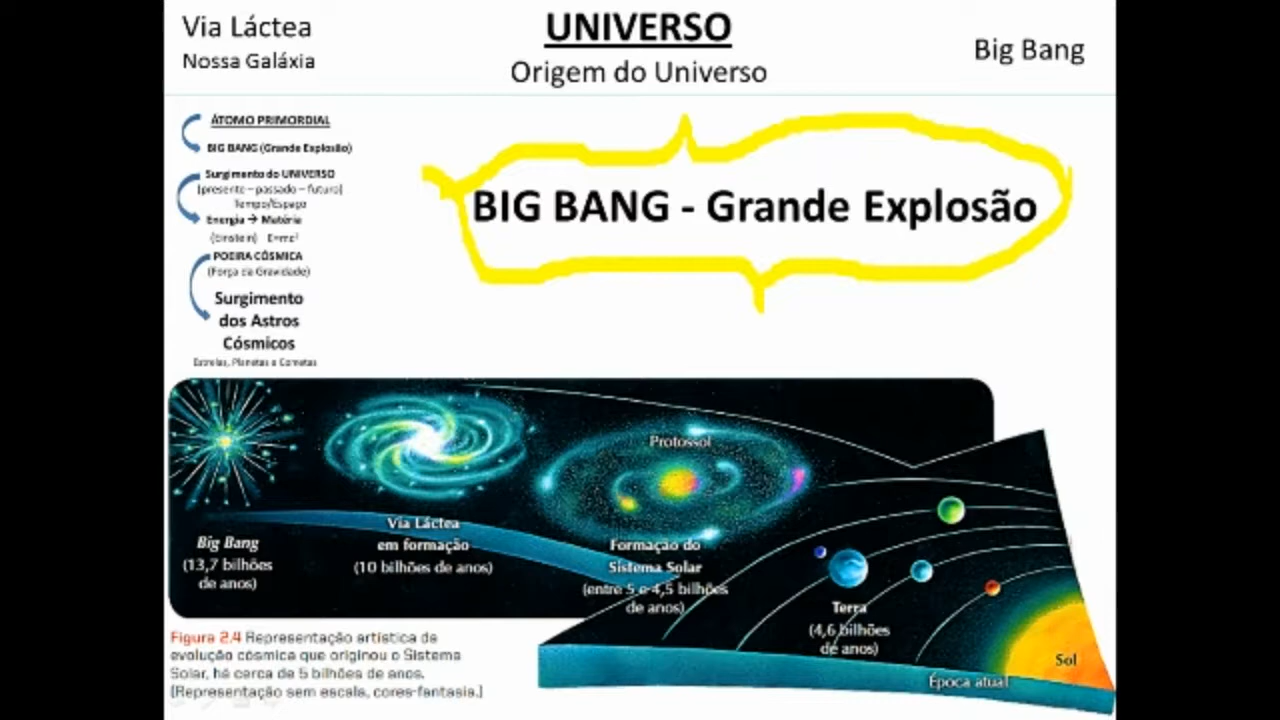 Via Láctea
Nossa Galáxia
UNIVERSO
Origem do Universo
Big Bang
ÁTOMO PRIMORDIAL
BIG BANG (Grande Explosão)
Surgimento do UNIVERSO
(presente – passado – futuro)
Tempo/Espaço
Energia → Matéria
(Einstein) E=mc²
POEIRA CÓSMICA
(Força da Gravidade)
Surgimento
dos Astros
Cósmicos
Estrelas, Planetas e Cometas
BIG BANG - Grande Explosão
Big Bang
(13,7 bilhões
de anos)
Via Láctea
em formação
(10 bilhões de anos)
Protossol
Formação do
Sistema Solar
(entre 5 e 4,5 bilhões
de anos)
Terra
(4,6 bilhões
de anos)
Sol
Época atual
Figura 2.4 Representação artística da
evolução cósmica que originou o Sistema
Solar, há cerca de 5 bilhões de anos.
(Representação sem escala, cores-fantasia.)